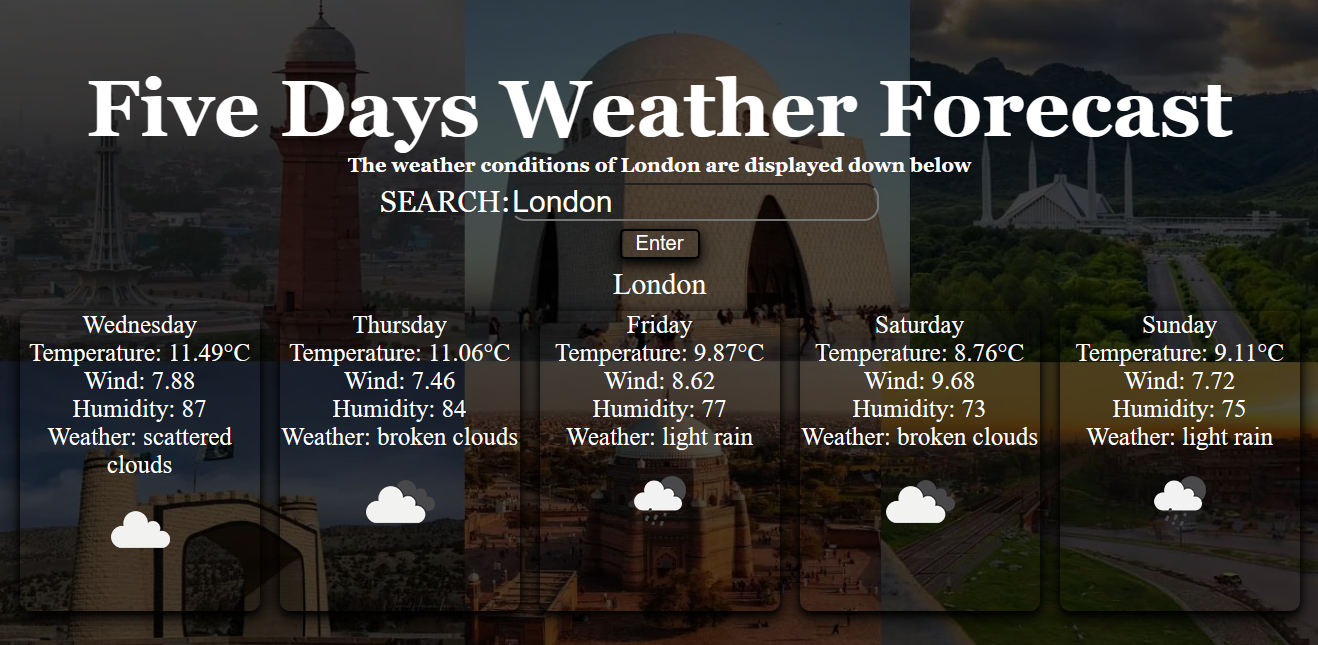 Five Days Weather Forecast
The weather conditions of London are displayed down below
SEARCH: London
Enter
London
Wednesday
Temperature: 11.49°C
Wind: 7.88
Humidity: 87
Weather: scattered
clouds
Thursday
Temperature: 11.06°C
Wind: 7.46
Humidity: 84
Weather: broken clouds
Friday
Temperature: 9.87°C
Wind: 8.62
Humidity: 77
Weather: light rain
Saturday
Temperature: 8.76°C
Wind: 9.68
Humidity: 73
Weather: broken clouds
Sunday
Temperature: 9.11°C
Wind: 7.72
Humidity: 75
Weather: light rain